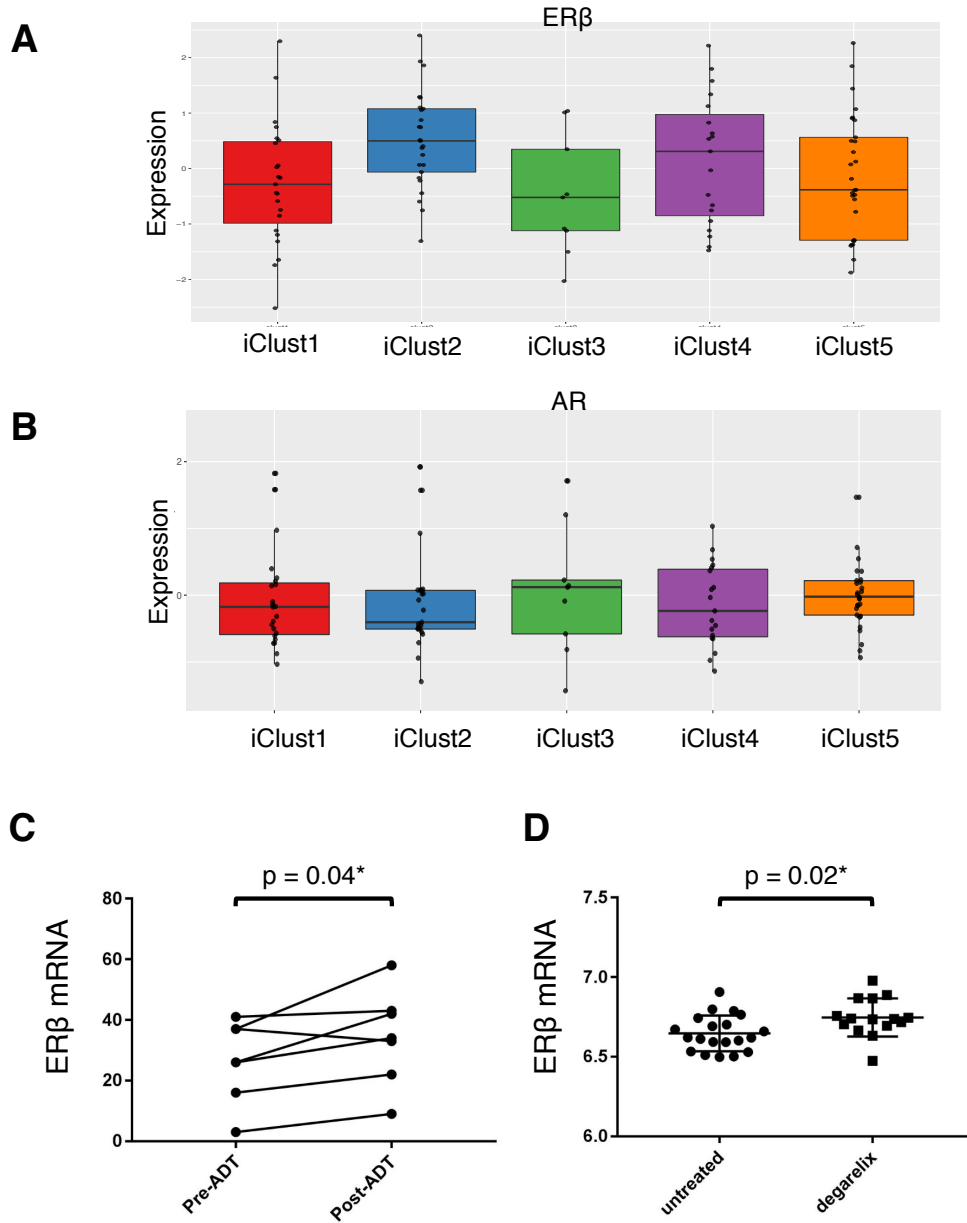 A
ERβ
Expression
2
1
0
−1
−2
iClust1
iClust2
iClust3
iClust4
iClust5
B
AR
Expression
2
0
iClust1
iClust2
iClust3
iClust4
iClust5
C
p = 0.04*
ERβ mRNA
80
60
40
20
0
Pre-ADT
Post-ADT
D
p = 0.02*
ERβ mRNA
7.5
7.0
6.5
6.0
untreated
degarelix